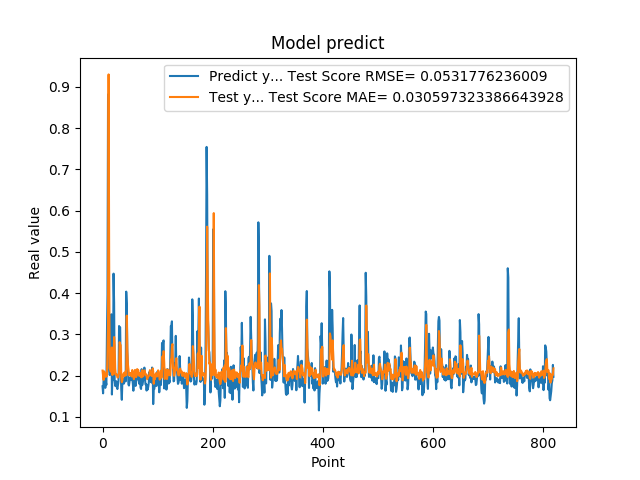 Model predict
Predict y... Test Score RMSE= 0.0531776236009
Test y... Test Score MAE= 0.030597323386643928
0.9
0.8
0.7
0.6
0.5
0.4
0.3
0.2
0.1
Real value
0 200 400 600 800
Point